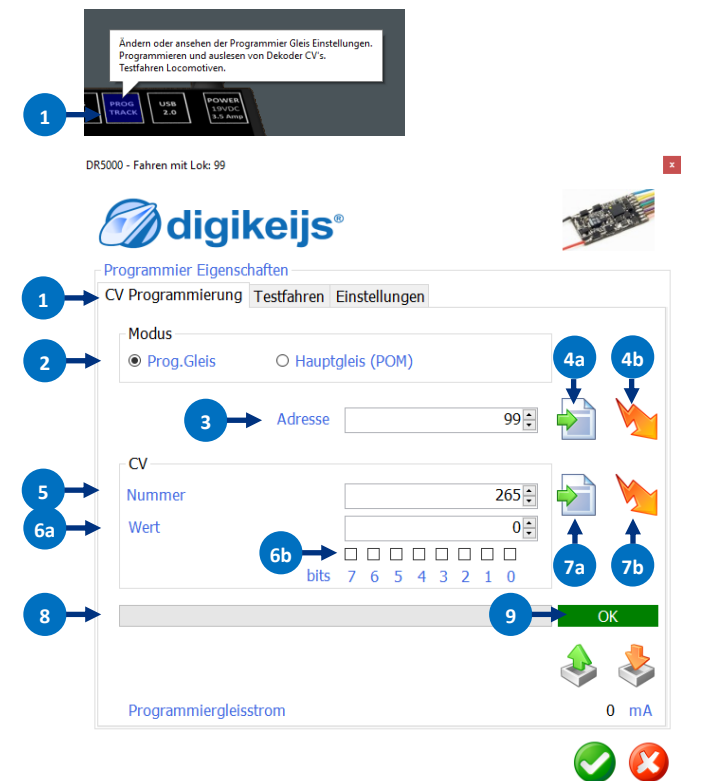 Ändern oder ansehen der Programmier Gleis Einstellungen.
Programmieren und auslesen von Dekoder CV's.
Testfahren Locomotiven.
1
PROG
TRACK
USB
2.0
POWER
19VDC
3.5 Amp
DR5000 - Fahren mit Lok: 99
x
digikeijs®
Programmier Eigenschaften
1
CV Programmierung Testfahren Einstellungen
Modus
2
Prog.Gleis Hauptgleis (POM)
4a 4b
3
Adresse 99
CV
5
Nummer 265
6a
Wert 0
6b
bits 7 6 5 4 3 2 1 0
7a 7b
8
9
OK
Programmiergleisstrom 0 mA